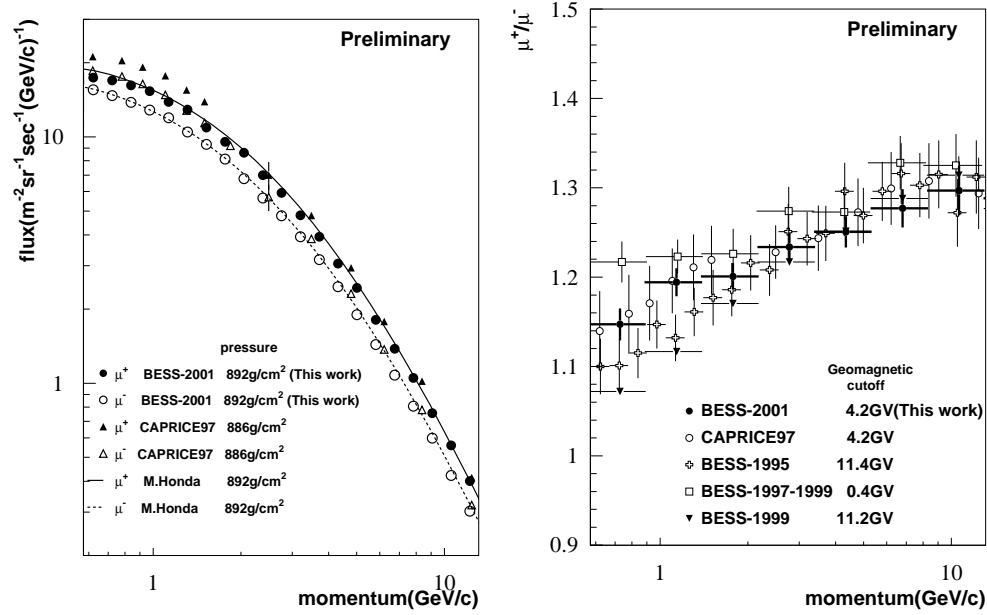 Preliminary
flux(m⁻²sr⁻¹sec⁻¹(GeV/c)⁻¹)
10
1
pressure
μ⁺ BESS-2001 892g/cm² (This work)
μ⁻ BESS-2001 892g/cm² (This work)
μ⁺ CAPRICE97 886g/cm²
μ⁻ CAPRICE97 886g/cm²
μ⁺ M.Honda 892g/cm²
μ⁻ M.Honda 892g/cm²
1 10
momentum(GeV/c)
Preliminary
μ⁺/μ⁻
1.5
1.4
1.3
1.2
1.1
1
0.9
Geomagnetic
cutoff
BESS-2001 4.2GV(This work)
CAPRICE97 4.2GV
BESS-1995 11.4GV
BESS-1997-1999 0.4GV
BESS-1999 11.2GV
1 10
momentum(GeV/c)